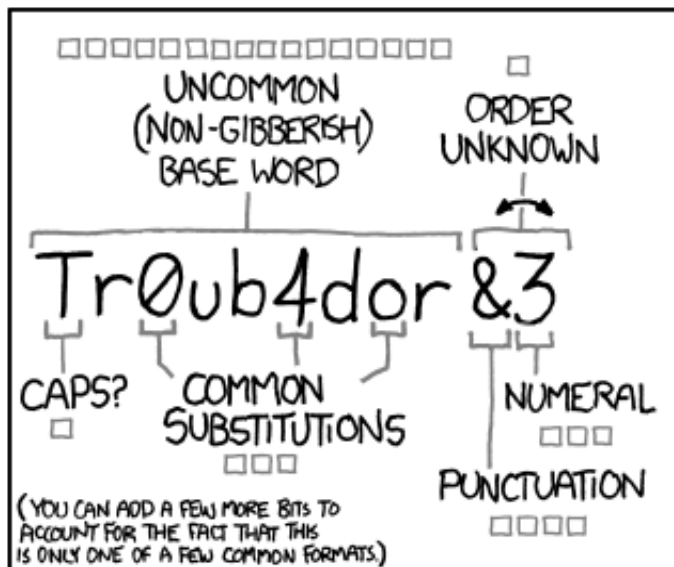 UNCOMMON
(NON-GIBBERISH)
BASE WORD
ORDER
UNKNOWN
Tr0ub4dor &3
CAPS?
COMMON
SUBSTITUTIONS
NUMERAL
PUNCTUATION
(YOU CAN ADD A FEW MORE BITS TO
ACCOUNT FOR THE FACT THAT THIS
IS ONLY ONE OF A FEW COMMON FORMATS.)